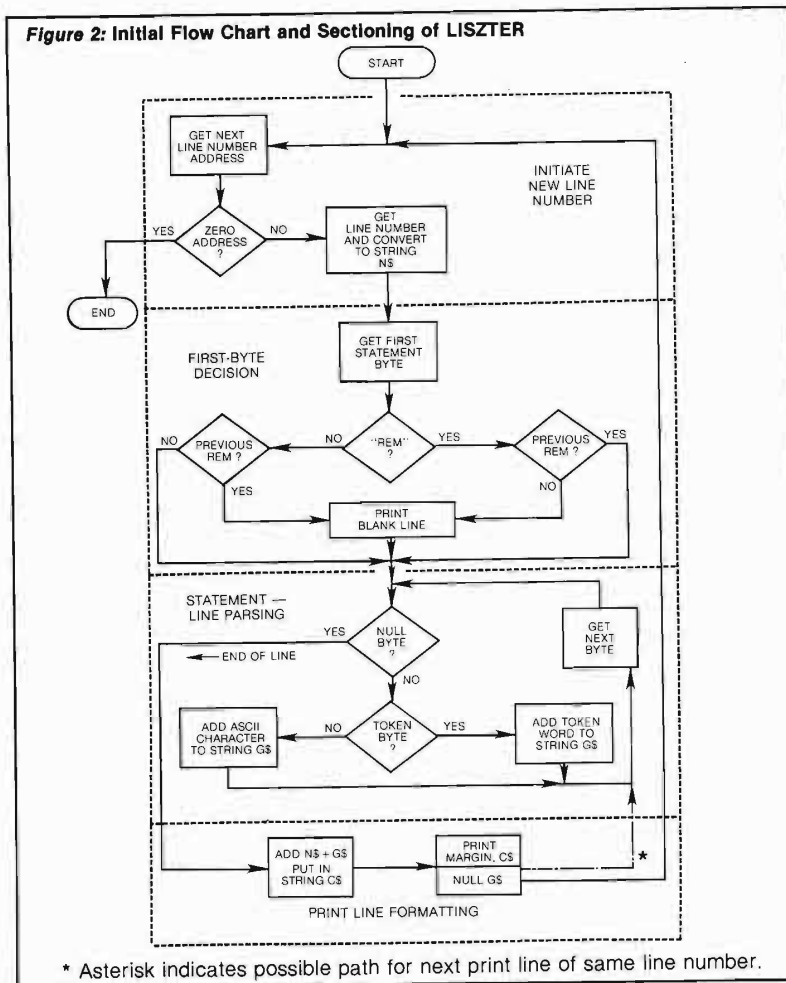 Figure 2: Initial Flow Chart and Sectioning of LISZTER
START
GET NEXT
LINE NUMBER
ADDRESS
INITIATE
NEW LINE
NUMBER
YES
ZERO
ADDRESS
?
NO
GET
LINE NUMBER
AND CONVERT
TO STRING
N$
END
FIRST-BYTE
DECISION
GET FIRST
STATEMENT
BYTE
NO
PREVIOUS
REM ?
NO
"REM"
?
YES
PREVIOUS
REM ?
YES
YES
NO
PRINT
BLANK LINE
STATEMENT —
LINE PARSING
YES
NULL
BYTE
?
GET
NEXT
BYTE
← END OF LINE
NO
ADD ASCII
CHARACTER
TO STRING G$
NO
TOKEN
BYTE
?
YES
ADD TOKEN
WORD TO
STRING G$
ADD N$ + G$
PUT IN
STRING C$
PRINT
MARGIN, C$
NULL G$
*
PRINT LINE FORMATTING
* Asterisk indicates possible path for next print line of same line number.